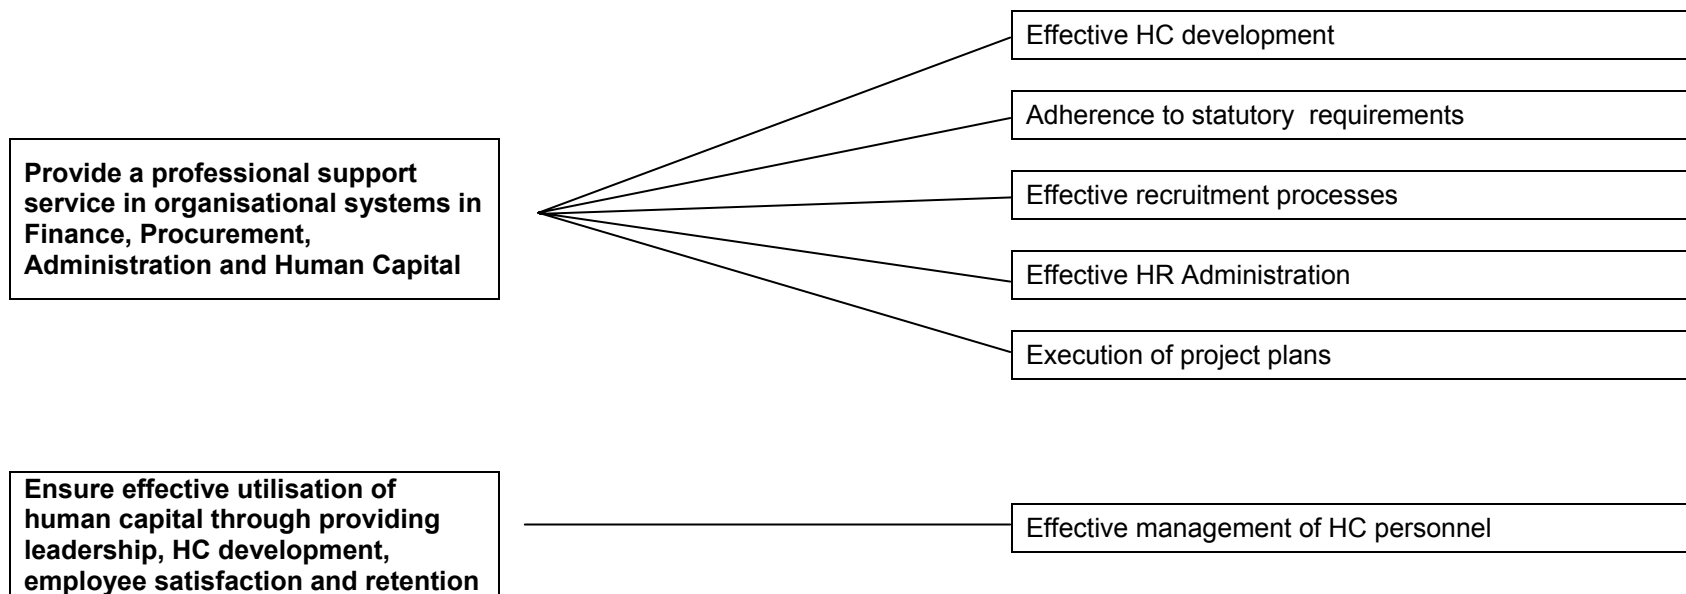 Effective HC development
Adherence to statutory  requirements
Provide a professional support
service in organisational systems in
Finance, Procurement,
Administration and Human Capital
Effective recruitment processes
Effective HR Administration
Execution of project plans
Ensure effective utilisation of
human capital through providing
leadership, HC development,
employee satisfaction and retention
Effective management of HC personnel